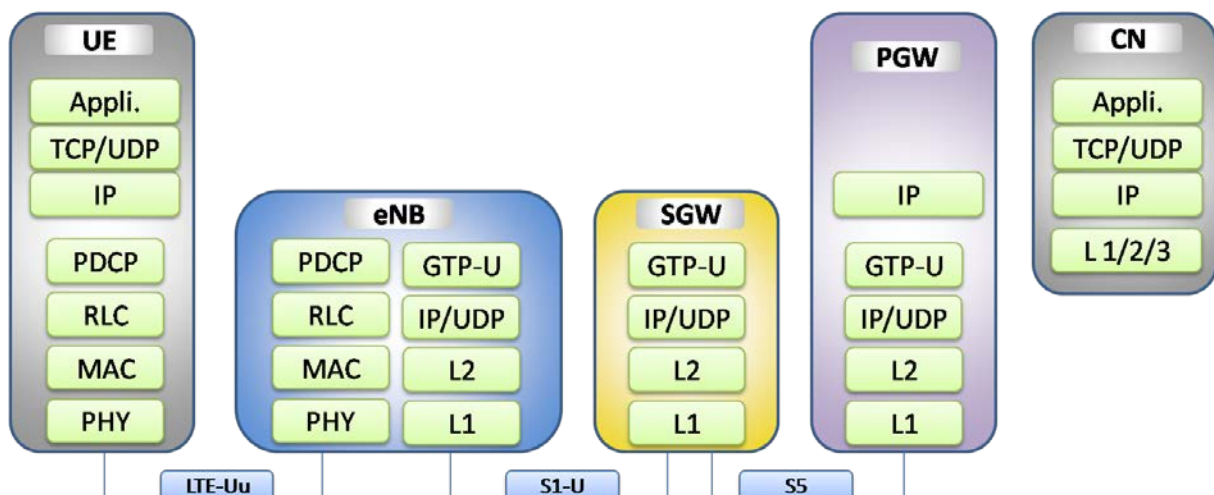 UE
Appli.
TCP/UDP
IP
PDCP
RLC
MAC
PHY
eNB
PDCP
RLC
MAC
PHY
GTP-U
IP/UDP
L2
L1
SGW
GTP-U
IP/UDP
L2
L1
PGW
IP
GTP-U
IP/UDP
L2
L1
CN
Appli.
TCP/UDP
IP
L 1/2/3
LTE-Uu
S1-U
S5